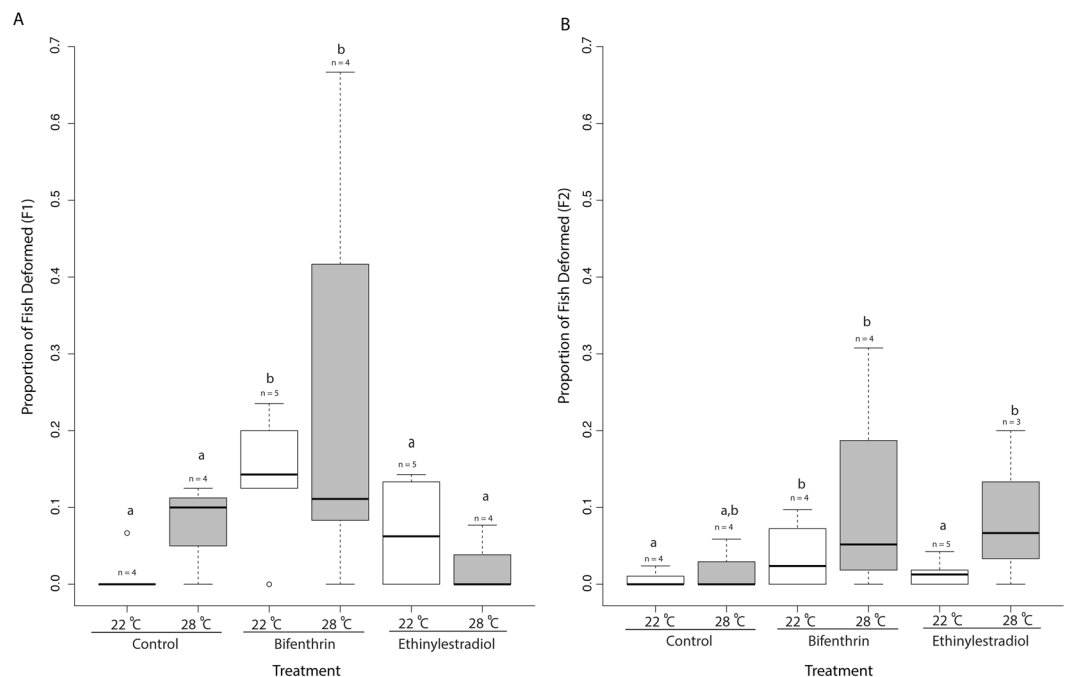 A
Proportion of Fish Deformed (F1)
0.7
0.6
0.5
0.4
0.3
0.2
0.1
0.0
a
n = 4
a
n = 4
b
n = 5
b
n = 4
a
n = 5
a
n = 4
22 °C
28 °C
22 °C
28 °C
22 °C
28 °C
Control
Bifenthrin
Ethinylestradiol
Treatment
B
Proportion of Fish Deformed (F2)
0.7
0.6
0.5
0.4
0.3
0.2
0.1
0.0
a
n = 4
a,b
n = 4
b
n = 4
b
n = 4
a
n = 5
b
n = 3
22 °C
28 °C
22 °C
28 °C
22 °C
28 °C
Control
Bifenthrin
Ethinylestradiol
Treatment